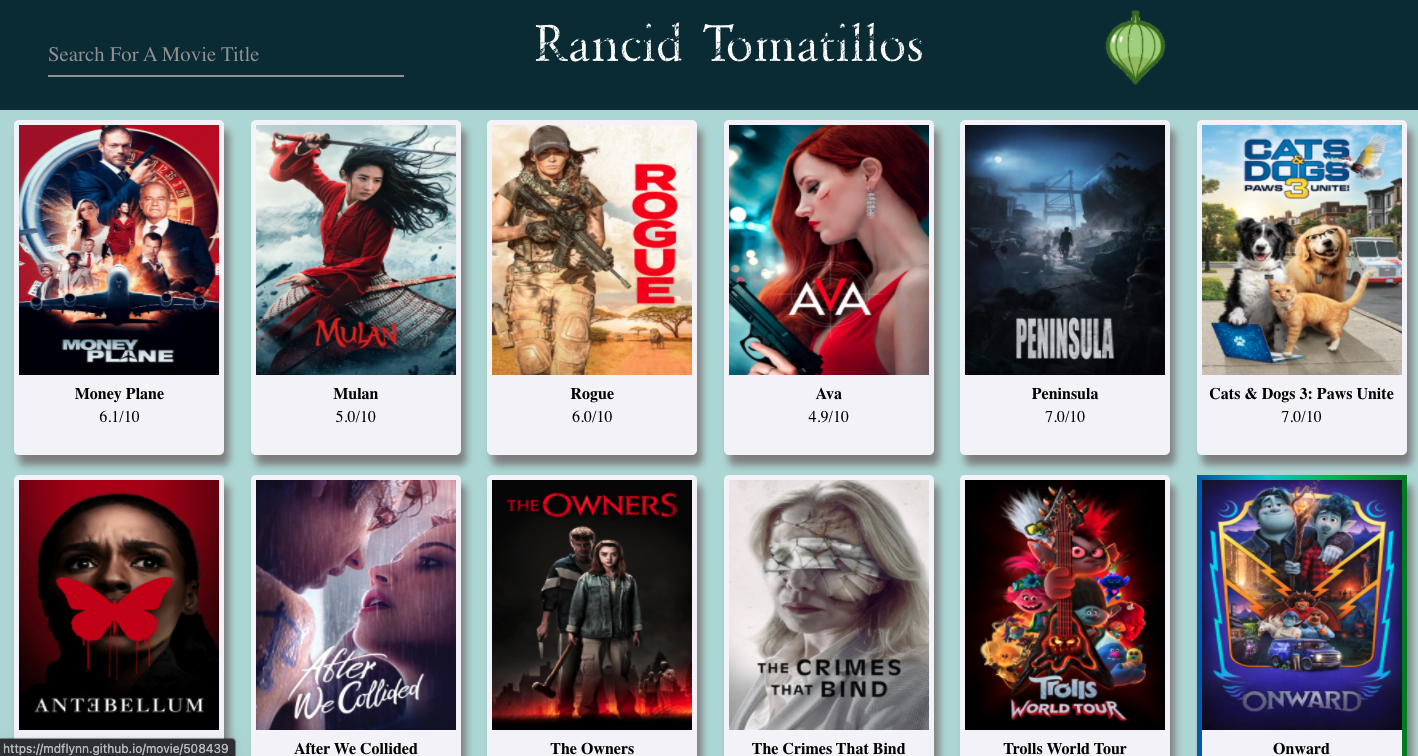 Search For A Movie Title
Rancid Tomatillos
MONEY
PLANE
MULAN
ROGUE
AVA
PENINSULA
CATS
&
DOGS
3
PAWS UNITE!
Money Plane
Mulan
Rogue
Ava
Peninsula
Cats & Dogs 3: Paws Unite
6.1/10
5.0/10
6.0/10
4.9/10
7.0/10
7.0/10
ANTƎBELLUM
After
We Collided
THE OWNERS
THE CRIMES
THAT BIND
Trolls
WORLD TOUR
ONWARD
https://mdflynn.github.io/movie/508439
After We Collided
The Owners
The Crimes That Bind
Trolls World Tour
Onward